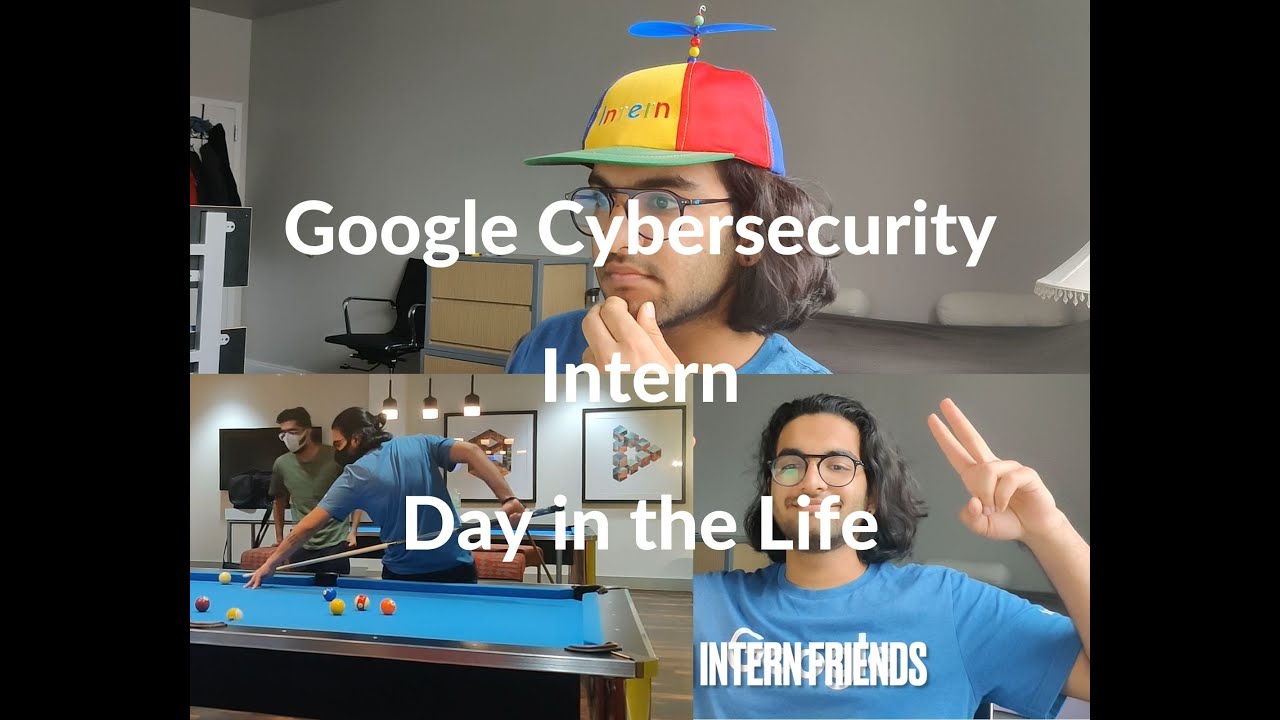 Intern
Google Cybersecurity
Intern
Day in the Life
INTERN FRIENDS